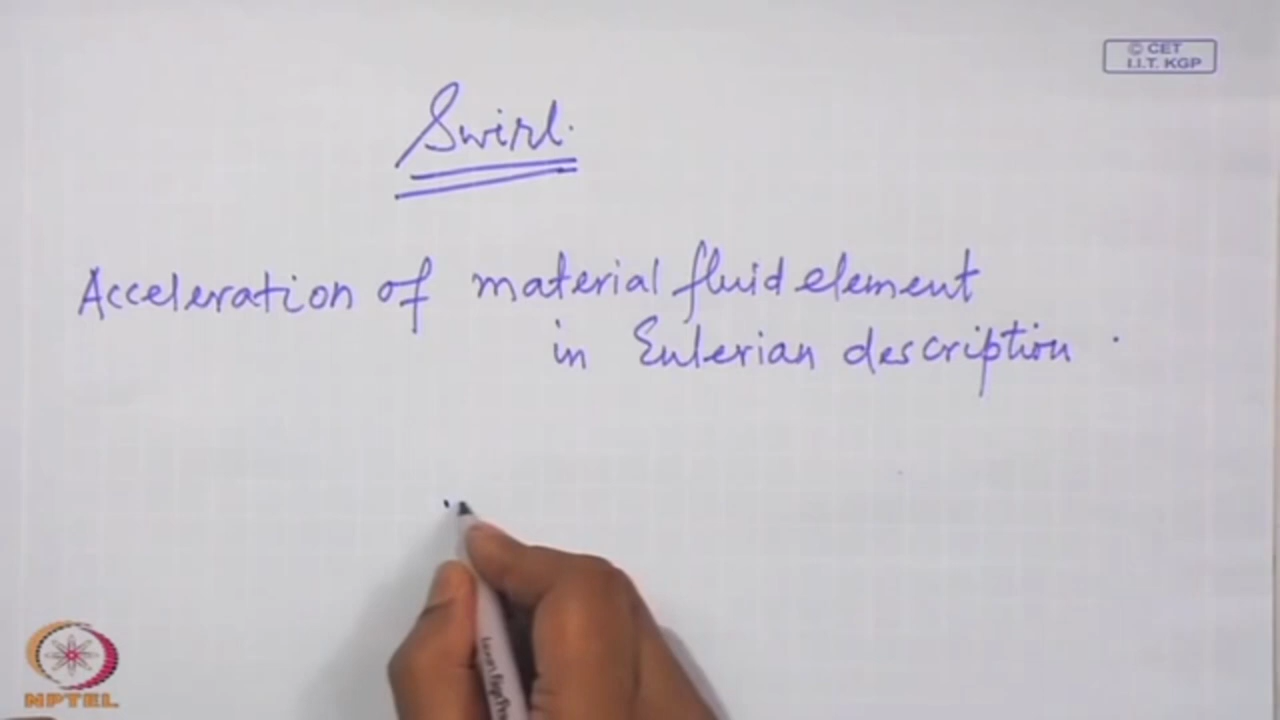 © CET
I.I.T. KGP
Swirl.
Acceleration of material fluid element
in Eulerian description.
NPTEL